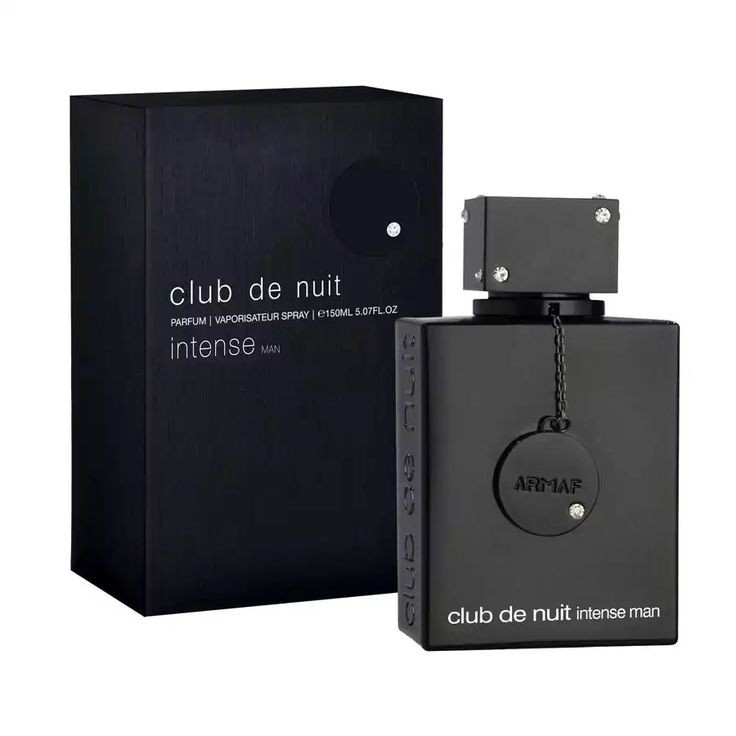 club de nuit
PARFUM | VAPORISATEUR SPRAY | ℮150ML 5.07FL.OZ
intense MAN
club de nuit
ARMAF
club de nuit intense man